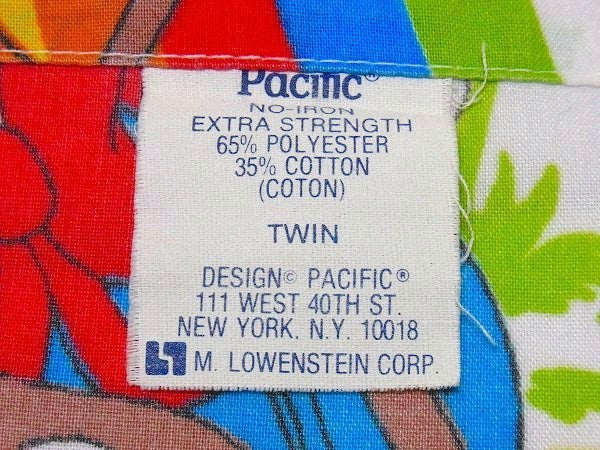 Pacific®
NO-IRON
EXTRA STRENGTH
65% POLYESTER
35% COTTON
(COTON)
TWIN
DESIGN© PACIFIC®
111 WEST 40TH ST.
NEW YORK, N.Y. 10018
M. LOWENSTEIN CORP.